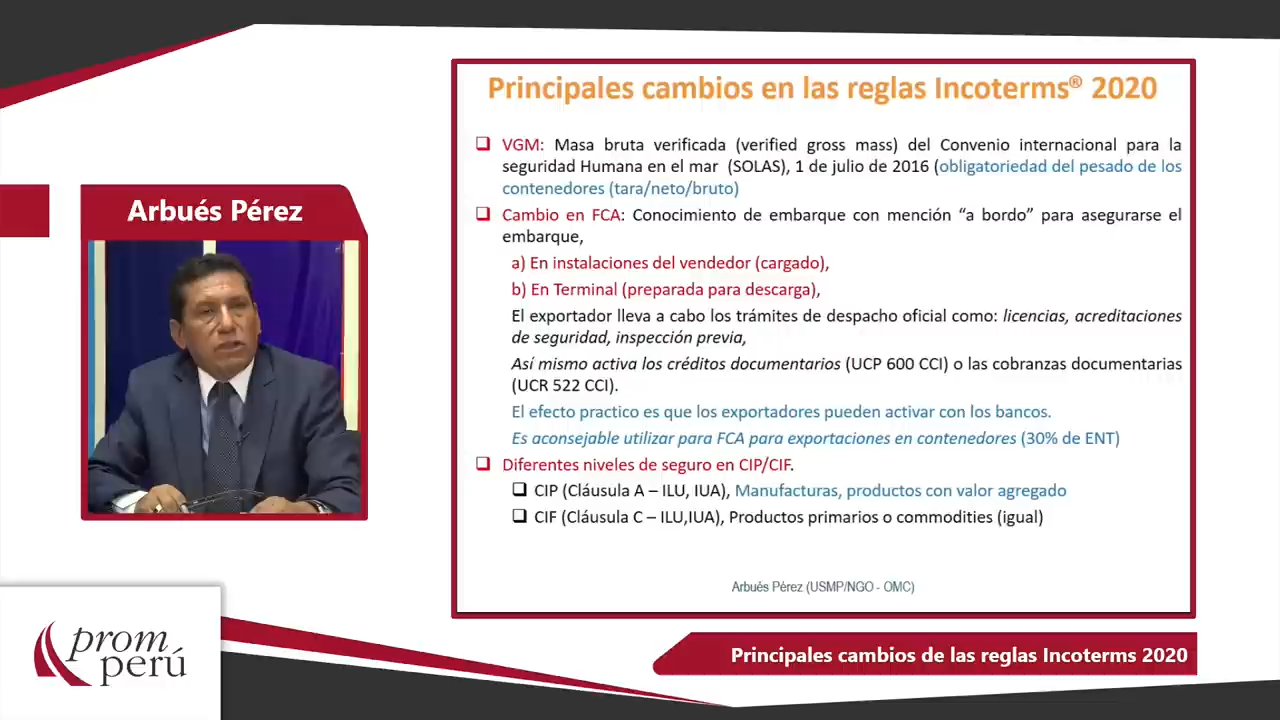 Principales cambios en las reglas Incoterms® 2020
VGM: Masa bruta verificada (verified gross mass) del Convenio internacional para la
seguridad Humana en el mar (SOLAS), 1 de julio de 2016 (obligatoriedad del pesado de los
contenedores (tara/neto/bruto)
Arbués Pérez
Cambio en FCA: Conocimiento de embarque con mención “a bordo” para asegurarse el
embarque,
a) En instalaciones del vendedor (cargado),
b) En Terminal (preparada para descarga),
El exportador lleva a cabo los trámites de despacho oficial como: licencias, acreditaciones
de seguridad, inspección previa,
Así mismo activa los créditos documentarios (UCP 600 CCI) o las cobranzas documentarias
(UCR 522 CCI).
El efecto practico es que los exportadores pueden activar con los bancos.
Es aconsejable utilizar para FCA para exportaciones en contenedores (30% de ENT)
Diferentes niveles de seguro en CIP/CIF.
CIP (Cláusula A – ILU, IUA), Manufacturas, productos con valor agregado
CIF (Cláusula C – ILU,IUA), Productos primarios o commodities (igual)
Arbués Pérez (USMP/NGO - OMC)
prom
perú
Principales cambios de las reglas Incoterms 2020